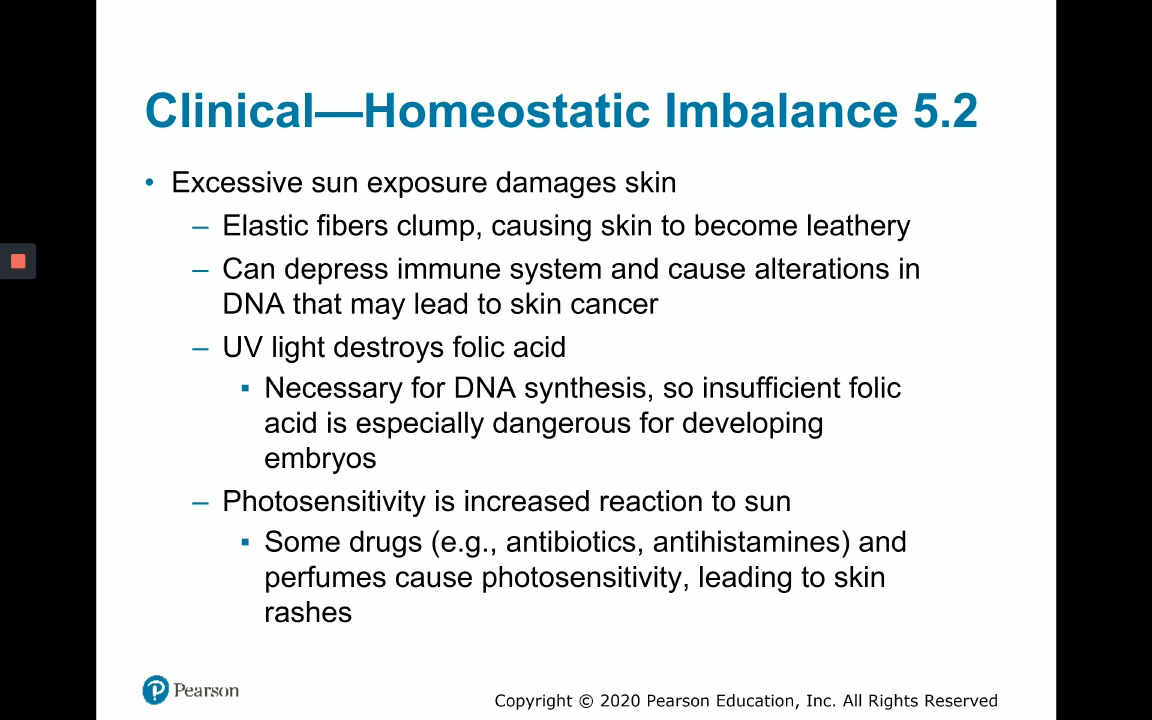 Clinical—Homeostatic Imbalance 5.2
• Excessive sun exposure damages skin
– Elastic fibers clump, causing skin to become leathery
– Can depress immune system and cause alterations in
DNA that may lead to skin cancer
– UV light destroys folic acid
▪ Necessary for DNA synthesis, so insufficient folic
acid is especially dangerous for developing
embryos
– Photosensitivity is increased reaction to sun
▪ Some drugs (e.g., antibiotics, antihistamines) and
perfumes cause photosensitivity, leading to skin
rashes
P Pearson
Copyright © 2020 Pearson Education, Inc. All Rights Reserved